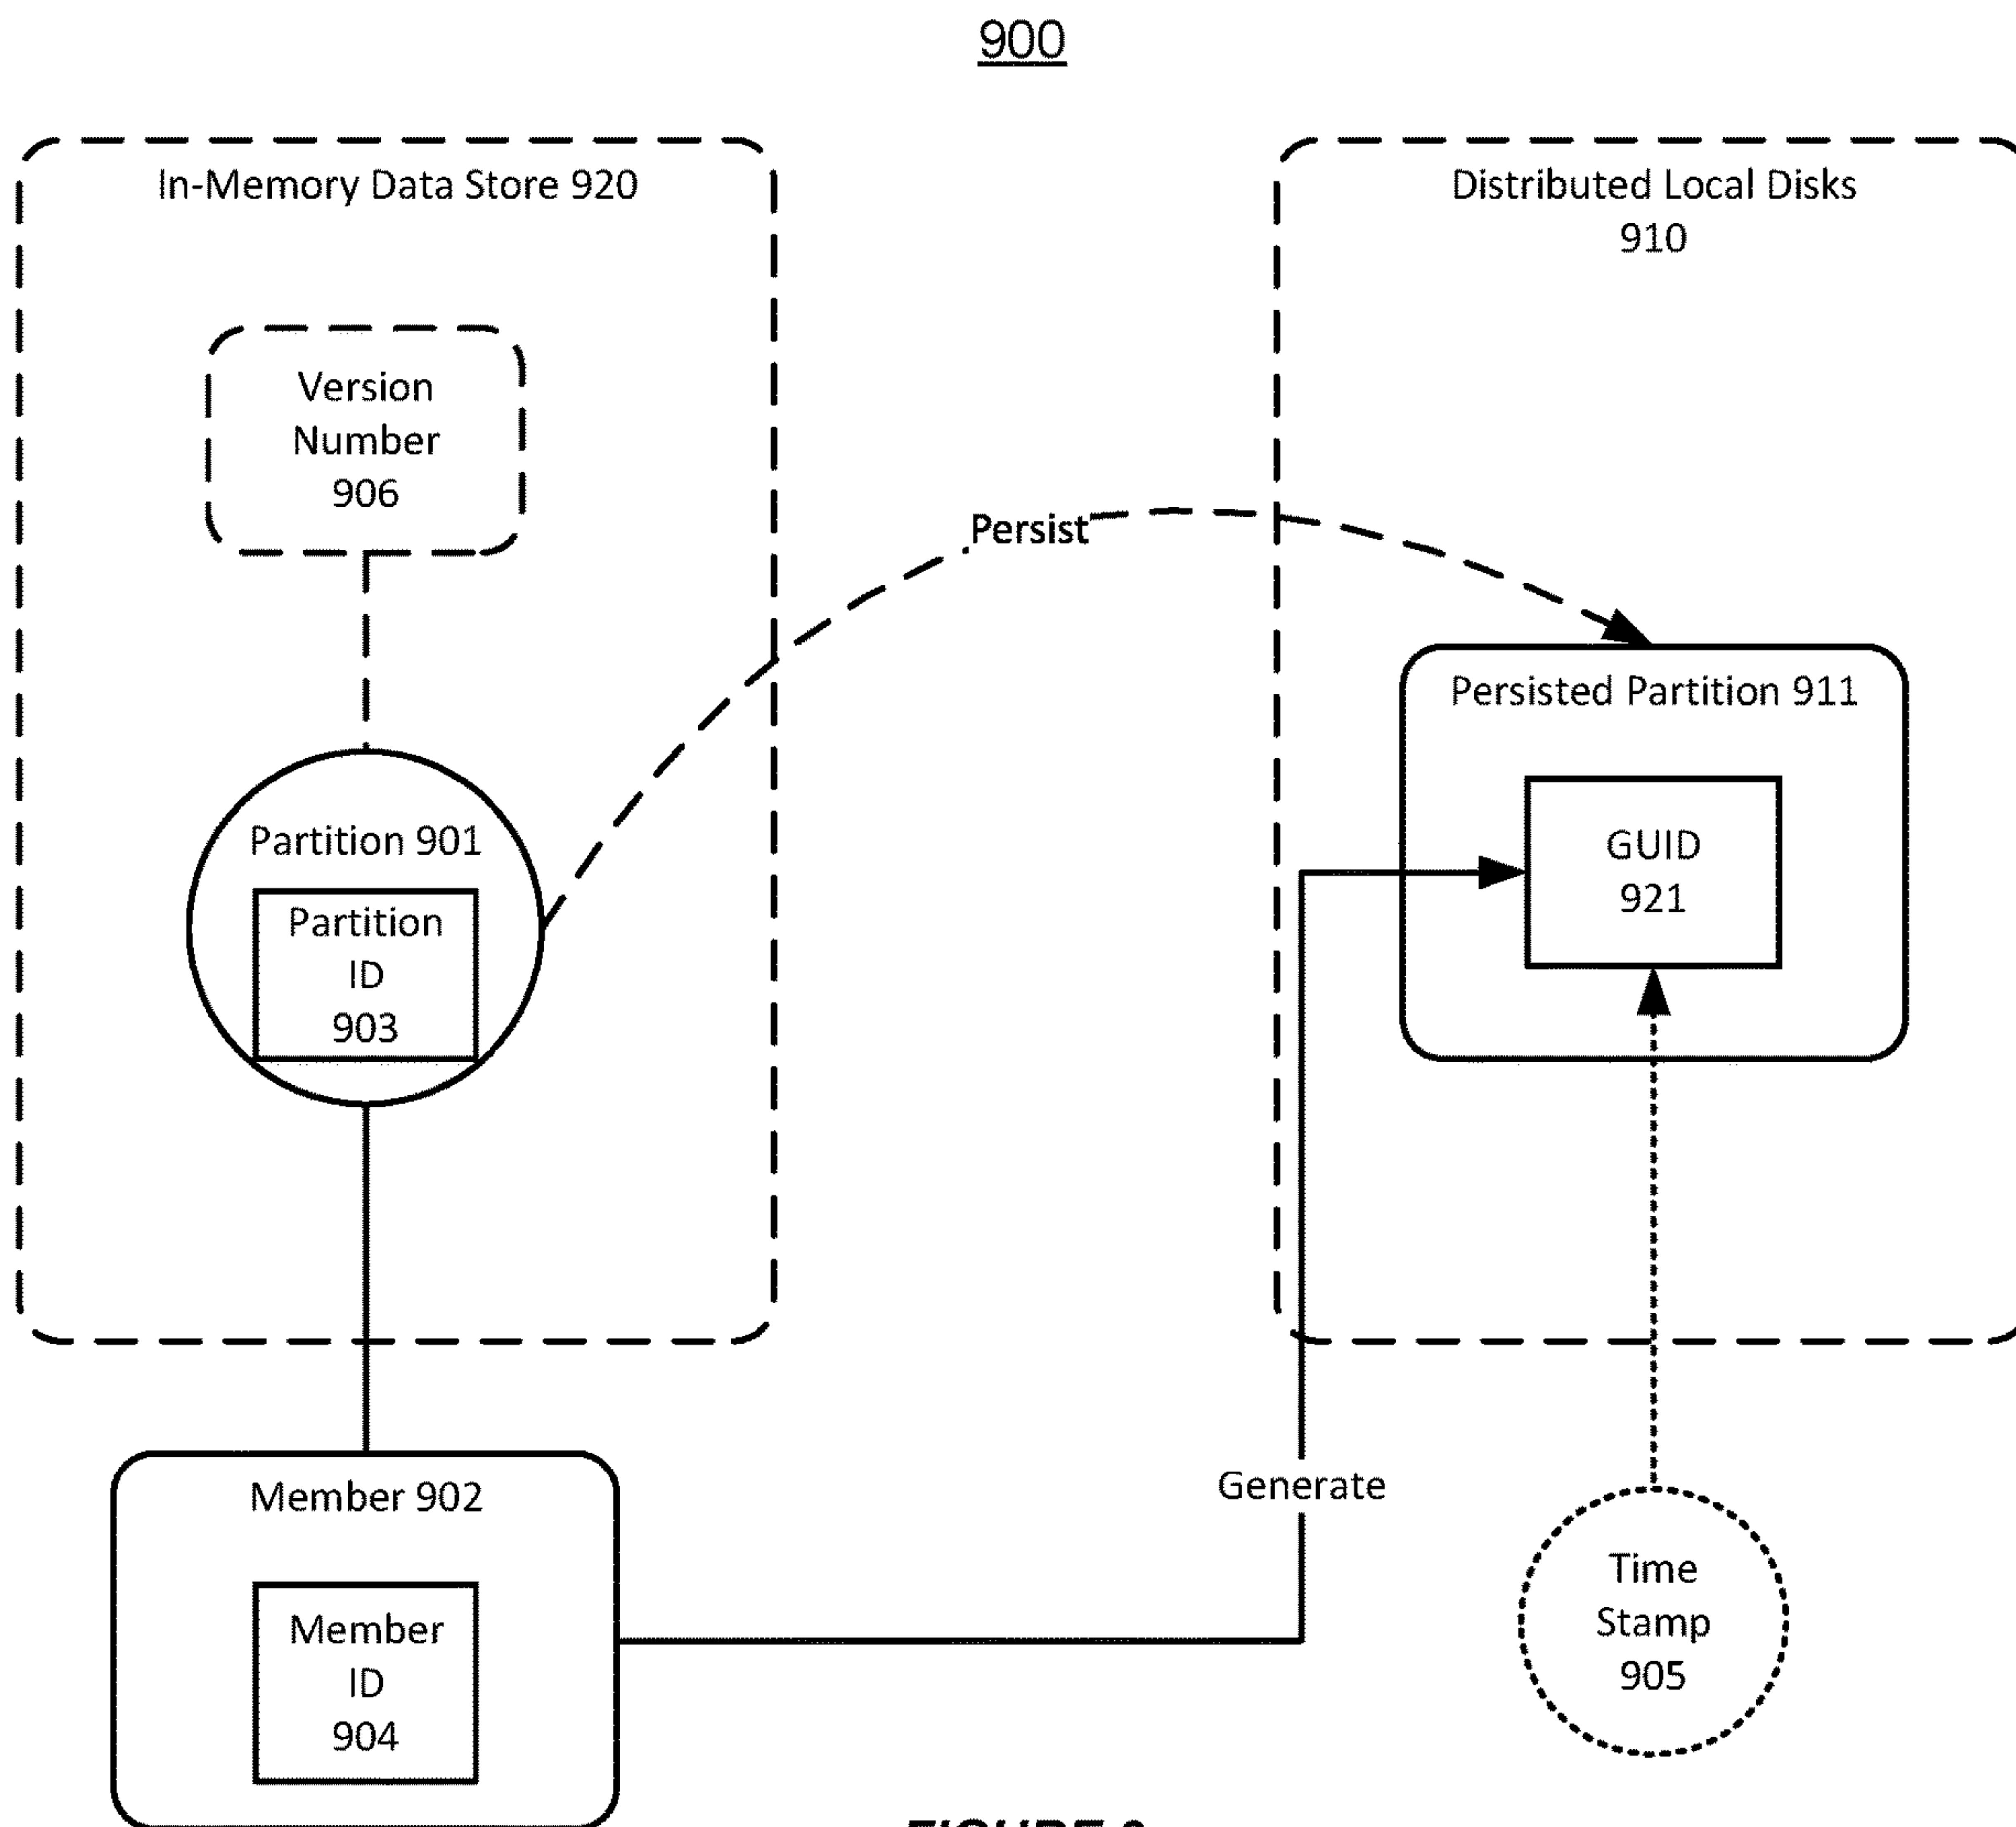 900
In-Memory Data Store 920
Distributed Local Disks
910
Version
Number
906
Persist
Persisted Partition 911
Partition 901
GUID
921
Partition
ID
903
Generate
Member 902
Time
Stamp
905
Member
ID
904